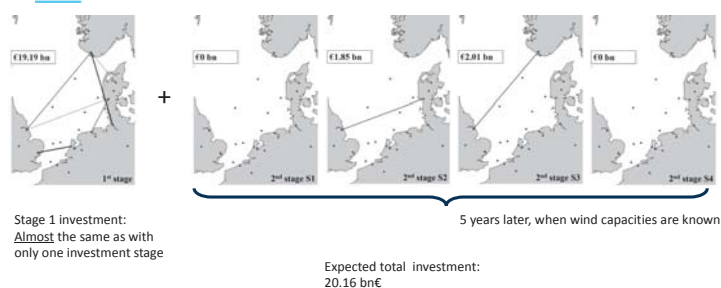 €19.19 bn
1st stage
+
€0 bn
2nd stage S1
€1.85 bn
2nd stage S2
€2.01 bn
2nd stage S3
€0 bn
2nd stage S4
Stage 1 investment:
Almost the same as with
only one investment stage
5 years later, when wind capacities are known
Expected total investment:
20.16 bn€